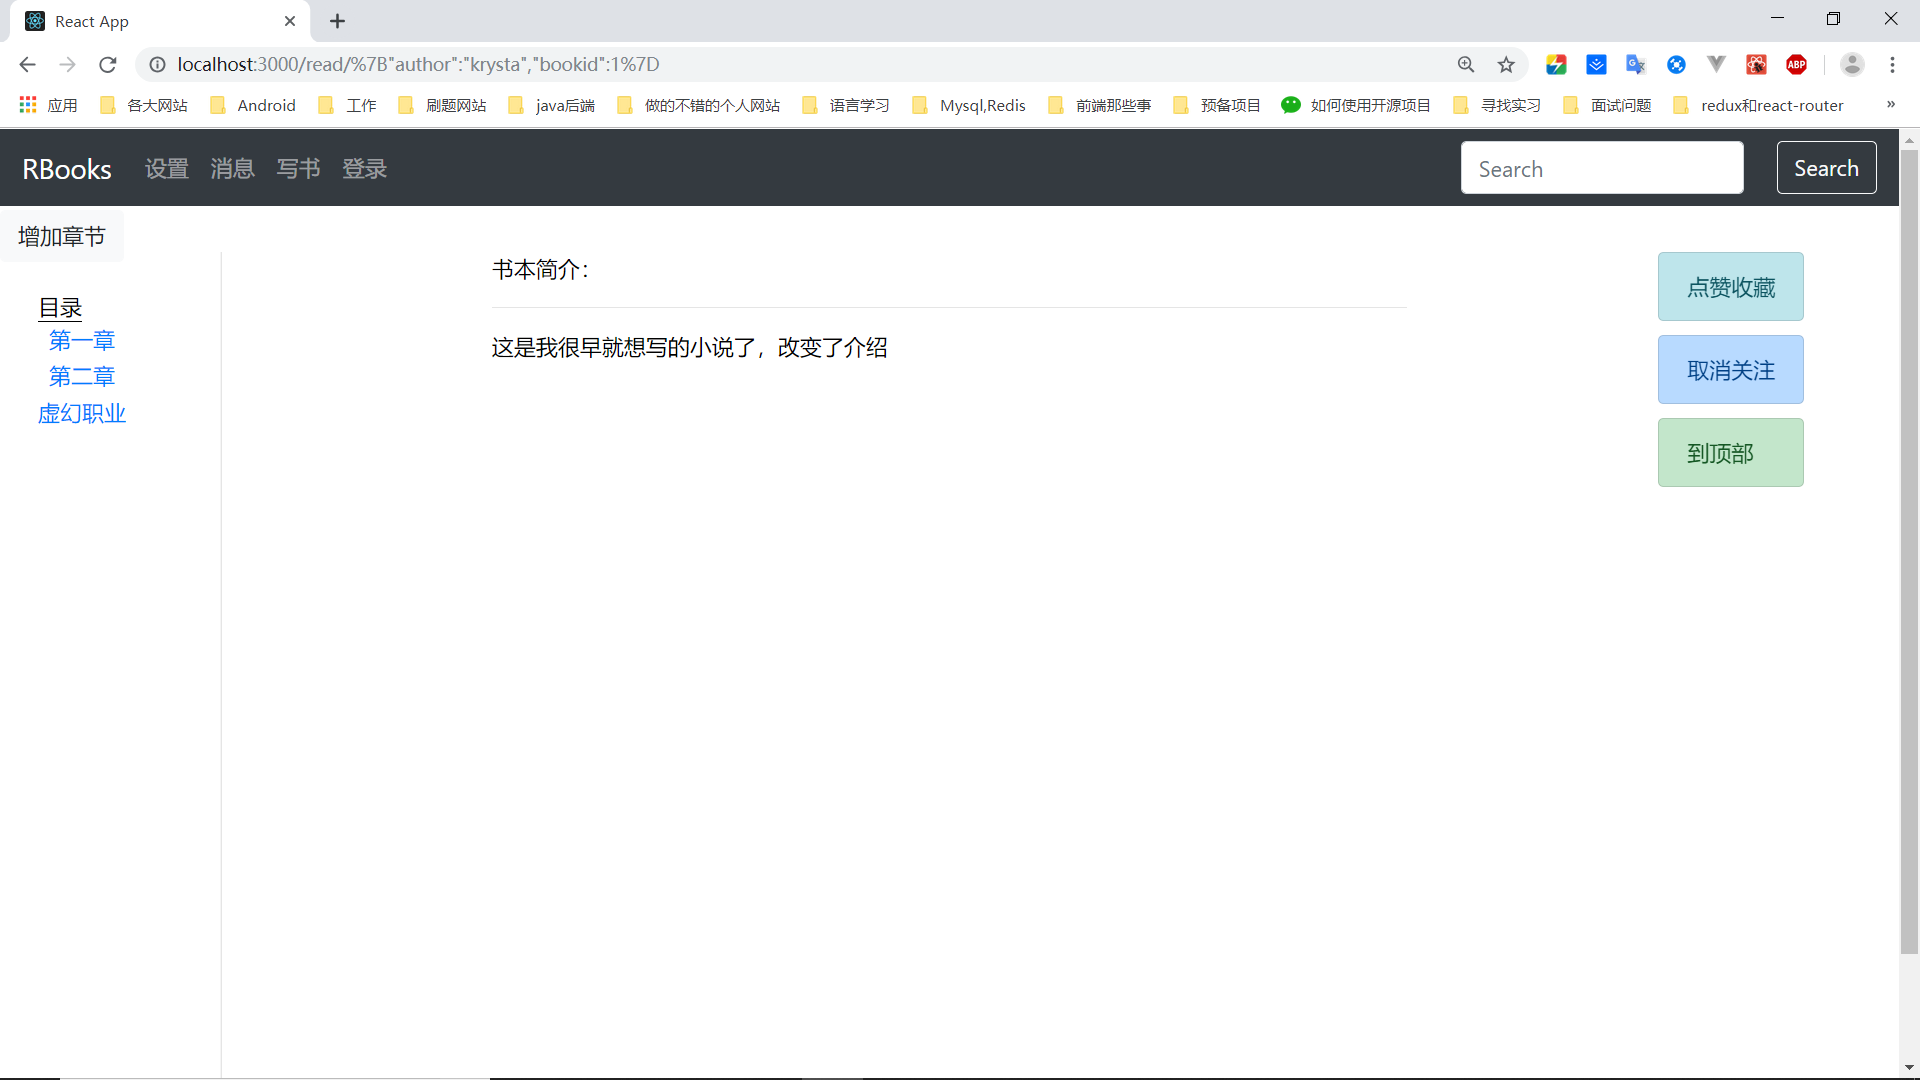 React App
localhost:3000/read/%7B"author":"krysta","bookid":1%7D
ABP
应用 各大网站 Android 工作 刷题网站 java后端 做的不错的个人网站 语言学习 Mysql,Redis 前端那些事 预备项目 如何使用开源项目 寻找实习 面试问题 redux和react-router »
RBooks 设置 消息 写书 登录 Search Search
增加章节
目录
第一章
第二章
虚幻职业
书本简介：
这是我很早就想写的小说了，改变了介绍
点赞收藏
取消关注
到顶部